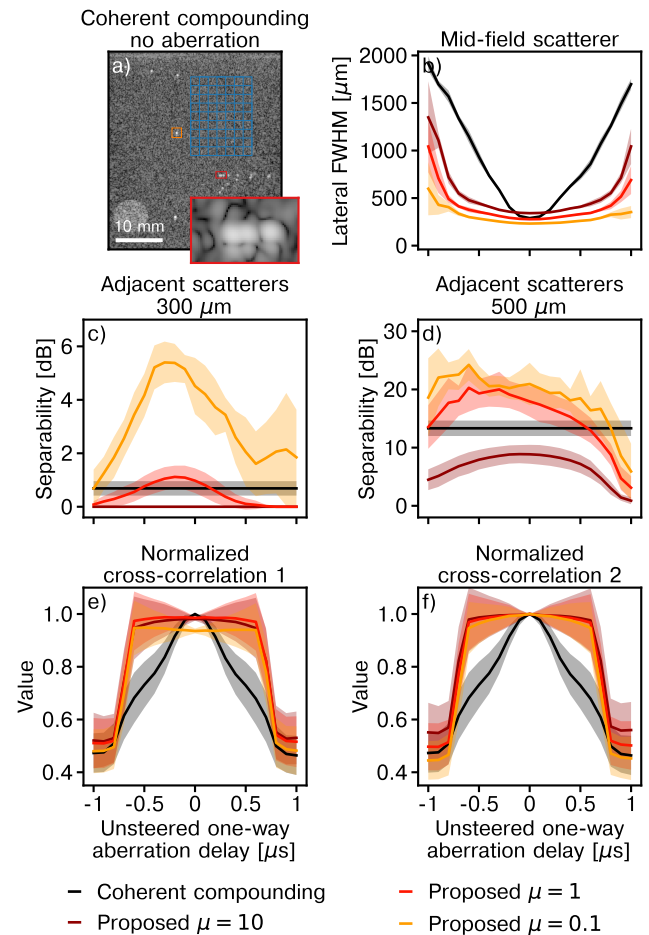 Coherent compounding
no aberration
a)
10 mm
Mid-field scatterer
b)
Lateral FWHM [μm]
2000
1500
1000
500
0
Adjacent scatterers
300 μm
c)
Separability [dB]
6
4
2
0
Adjacent scatterers
500 μm
d)
Separability [dB]
30
20
10
0
Normalized
cross-correlation 1
e)
Value
1.0
0.8
0.6
0.4
-1 -0.5 0 0.5 1
Unsteered one-way
aberration delay [μs]
Normalized
cross-correlation 2
f)
Value
1.0
0.8
0.6
0.4
-1 -0.5 0 0.5 1
Unsteered one-way
aberration delay [μs]
Coherent compounding
Proposed μ = 10
Proposed μ = 1
Proposed μ = 0.1